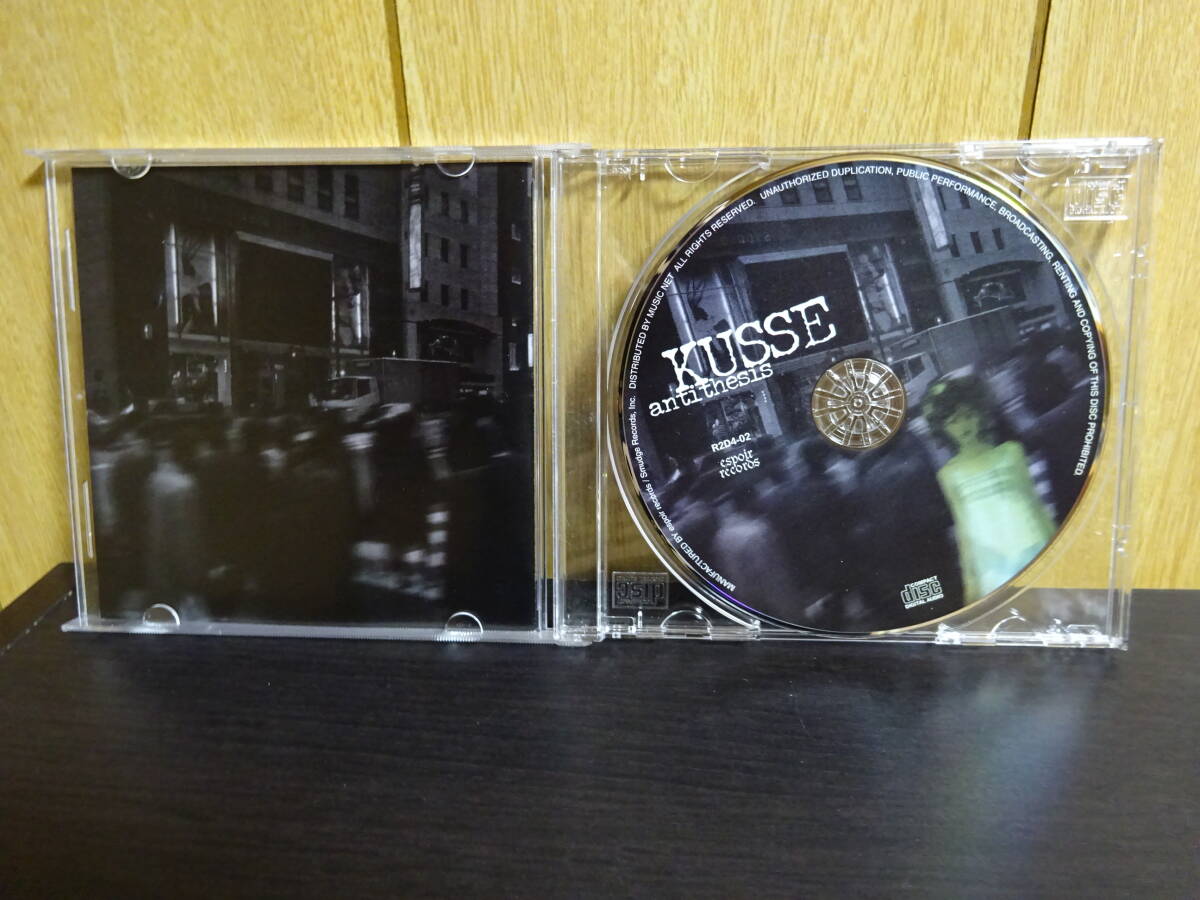 KUSSE
antithesis
R2D4-02
espoir
records
COMPACT
disc
DIGITAL AUDIO
MANUFACTURED BY espoir records / Smudge Records, Inc. DISTRIBUTED BY MUSIC NET ALL RIGHTS RESERVED. UNAUTHORIZED DUPLICATION, PUBLIC PERFORMANCE, BROADCASTING, RENTING AND COPYING OF THIS DISC PROHIBITED.
disc